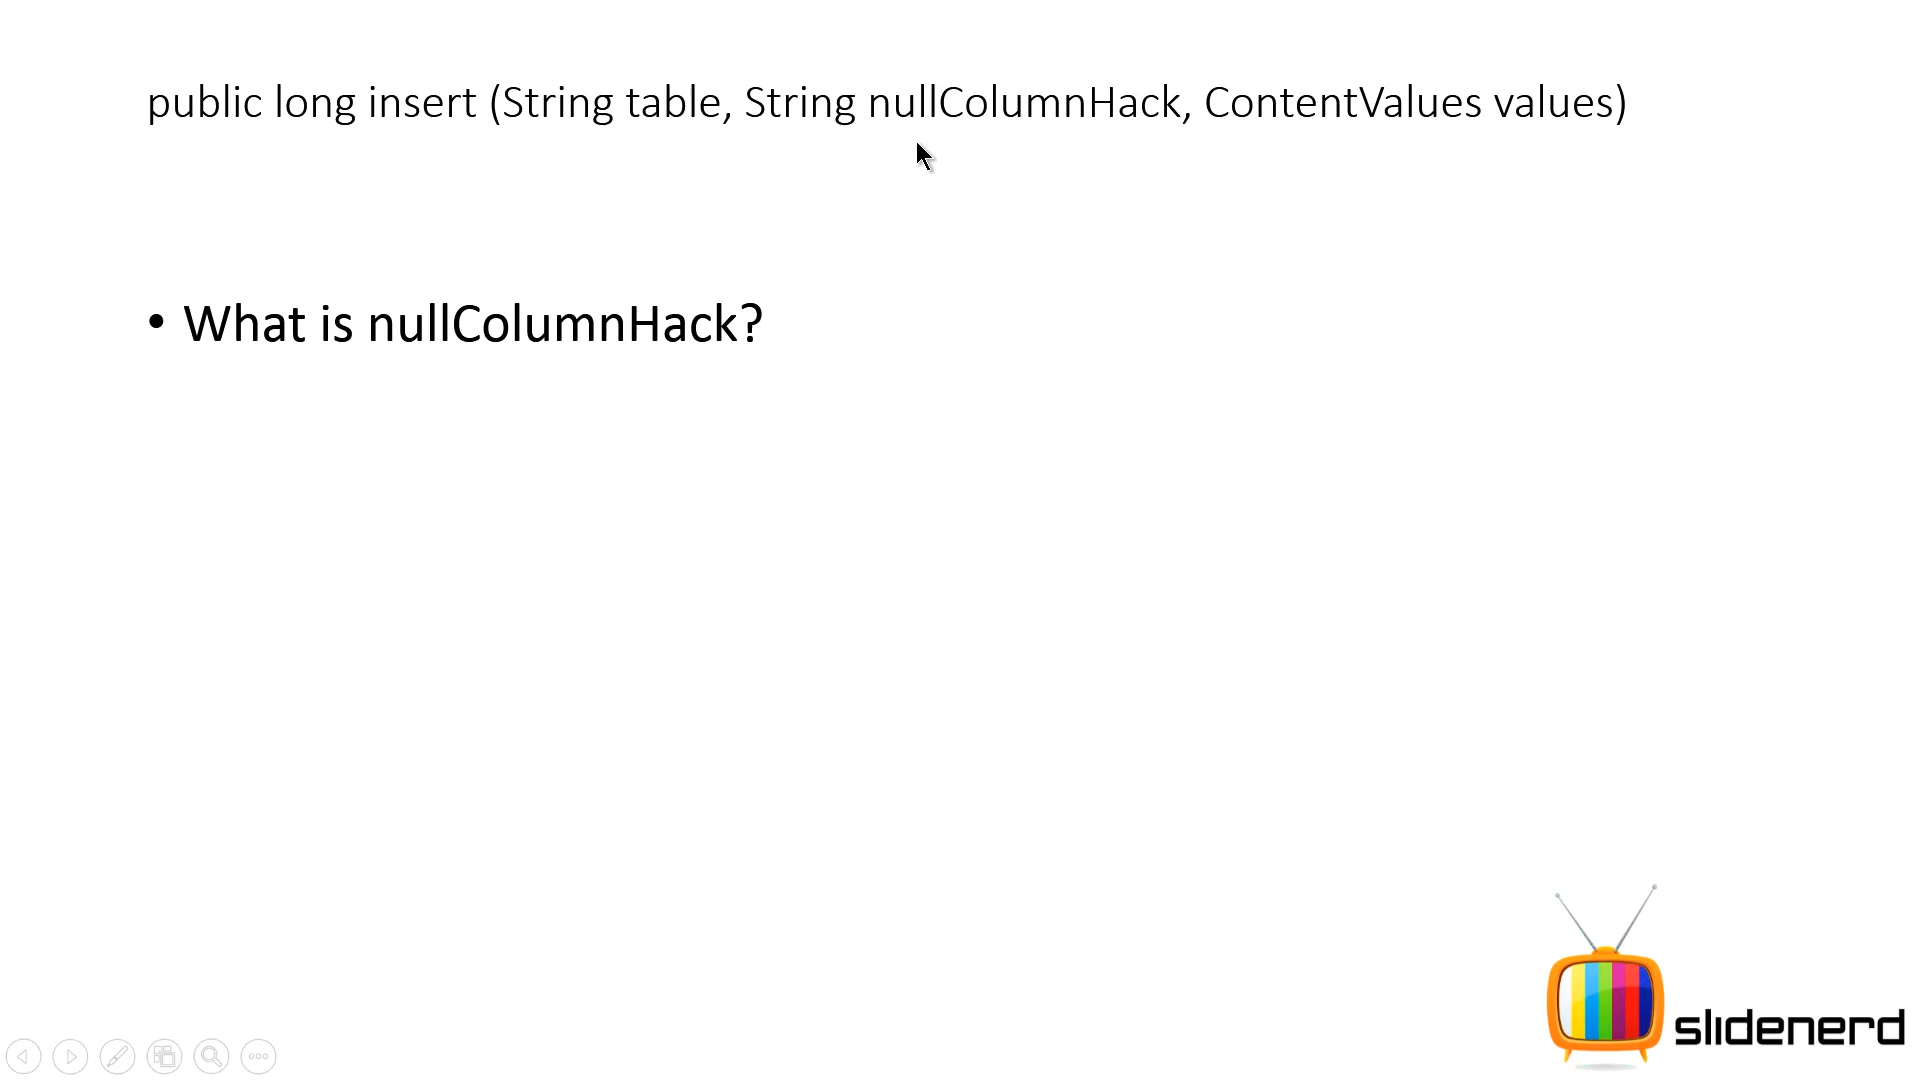 public long insert (String table, String nullColumnHack, ContentValues values)
• What is nullColumnHack?
slidenerd